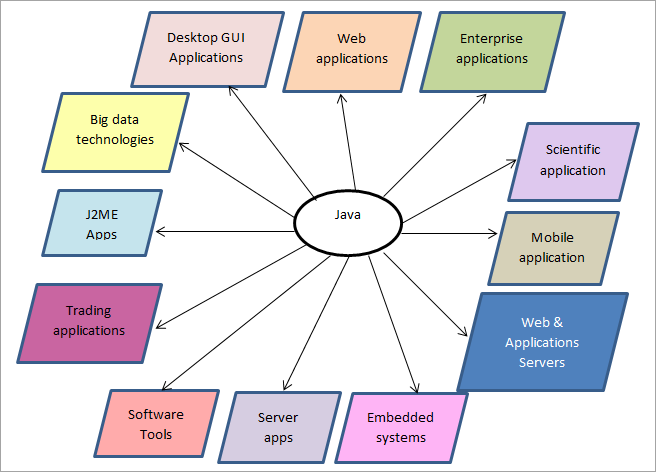 Desktop GUI
Applications
Web
applications
Enterprise
applications
Big data
technologies
Scientific
application
J2ME
Apps
Java
Mobile
application
Trading
applications
Web &
Applications
Servers
Software
Tools
Server
apps
Embedded
systems